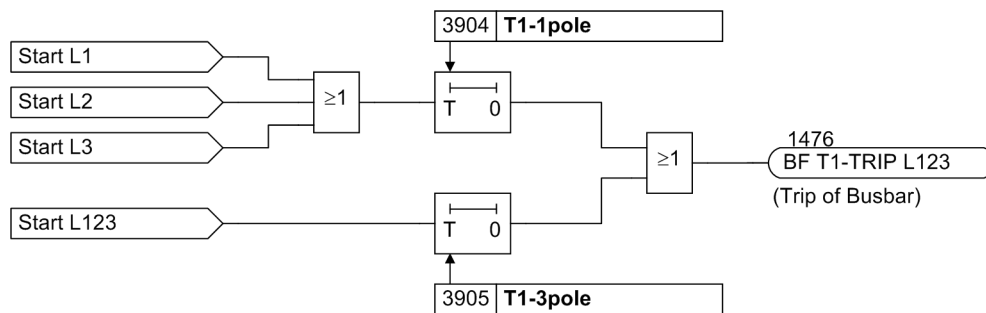 3904 T1-1pole
Start L1
Start L2
Start L3
≥1
T 0
≥1
1476
BF T1-TRIP L123
(Trip of Busbar)
Start L123
T 0
3905 T1-3pole